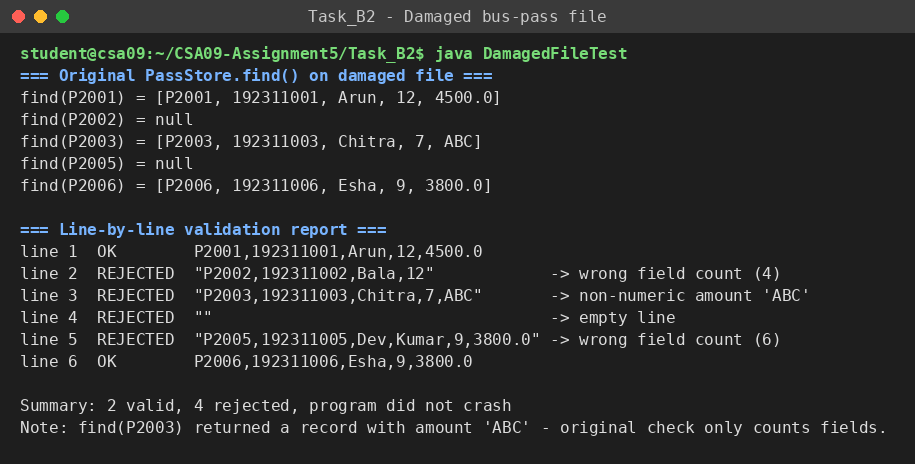 Task_B2 - Damaged bus-pass file
student@csa09:~/CSA09-Assignment5/Task_B2$ java DamagedFileTest
=== Original PassStore.find() on damaged file ===
find(P2001) = [P2001, 192311001, Arun, 12, 4500.0]
find(P2002) = null
find(P2003) = [P2003, 192311003, Chitra, 7, ABC]
find(P2005) = null
find(P2006) = [P2006, 192311006, Esha, 9, 3800.0]
=== Line-by-line validation report ===
line 1  OK        P2001,192311001,Arun,12,4500.0
line 2  REJECTED  "P2002,192311002,Bala,12"            -> wrong field count (4)
line 3  REJECTED  "P2003,192311003,Chitra,7,ABC"       -> non-numeric amount 'ABC'
line 4  REJECTED  ""                                   -> empty line
line 5  REJECTED  "P2005,192311005,Dev,Kumar,9,3800.0" -> wrong field count (6)
line 6  OK        P2006,192311006,Esha,9,3800.0
Summary: 2 valid, 4 rejected, program did not crash
Note: find(P2003) returned a record with amount 'ABC' - original check only counts fields.